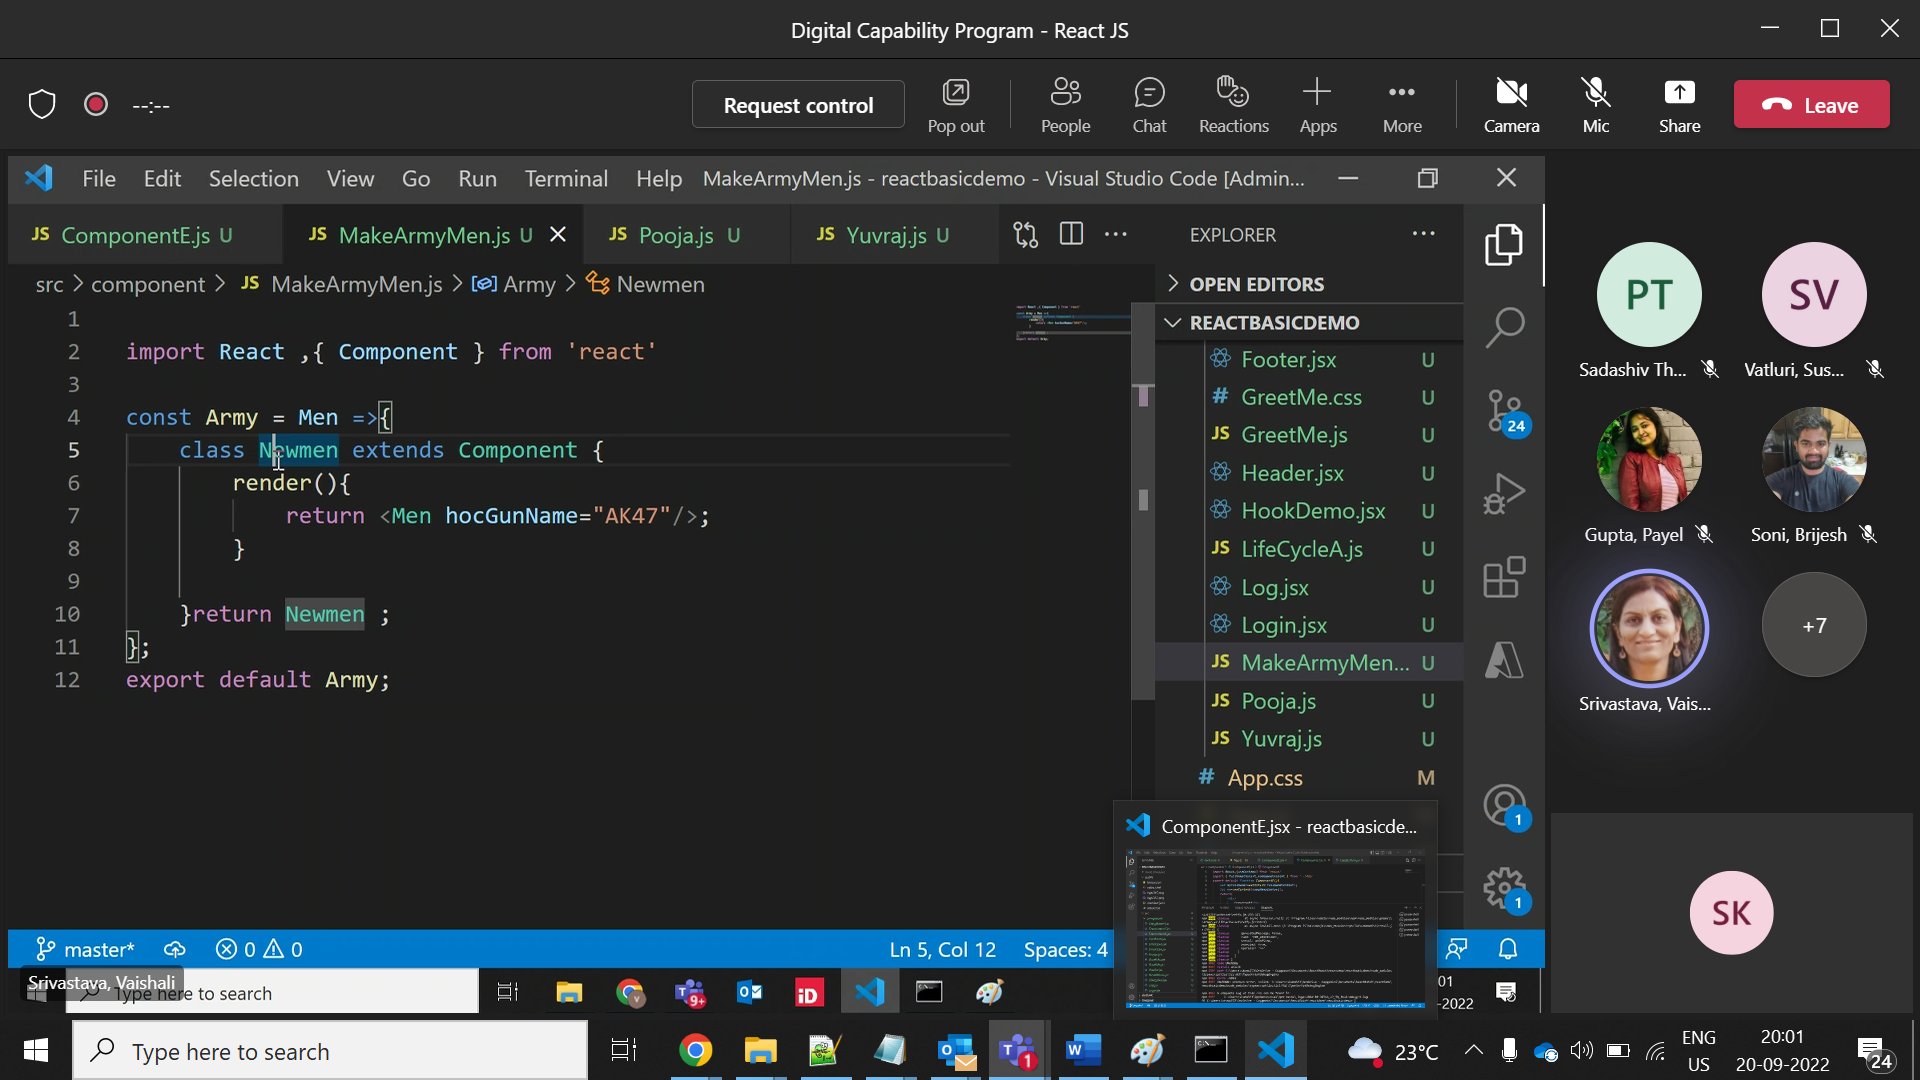 Digital Capability Program - React JS
--:--
Request control
Pop out
People
Chat
Reactions
Apps
More
Camera
Mic
Share
Leave
File Edit Selection View Go Run Terminal Help MakeArmyMen.js - reactbasicdemo - Visual Studio Code [Admin...
JS ComponentE.js U
JS MakeArmyMen.js U
JS Pooja.js U
JS Yuvraj.js U
src > component > JS MakeArmyMen.js > Army > Newmen
1
2 import React ,{ Component } from 'react'
3
4 const Army = Men =>{
5 class Newmen extends Component {
6 render(){
7 return <Men hocGunName="AK47"/>;
8 }
9
10 }return Newmen ;
11 };
12 export default Army;
EXPLORER
OPEN EDITORS
REACTBASICDEMO
Footer.jsx U
# GreetMe.css U
JS GreetMe.js U
Header.jsx U
HookDemo.jsx U
JS LifeCycleA.js U
Log.jsx U
Login.jsx U
JS MakeArmyMen... U
JS Pooja.js U
JS Yuvraj.js U
# App.css M
24
1
1
ComponentE.jsx - reactbasicde...
PT
Sadashiv Th...
SV
Vatluri, Sus...
Gupta, Payel
Soni, Brijesh
Srivastava, Vais...
+7
SK
master* 0 0
Ln 5, Col 12 Spaces: 4
Srivastava, Vaishali
Type here to search
9+
iD
01
-2022
Type here to search
1
23°C
ENG
US
20:01
20-09-2022
24